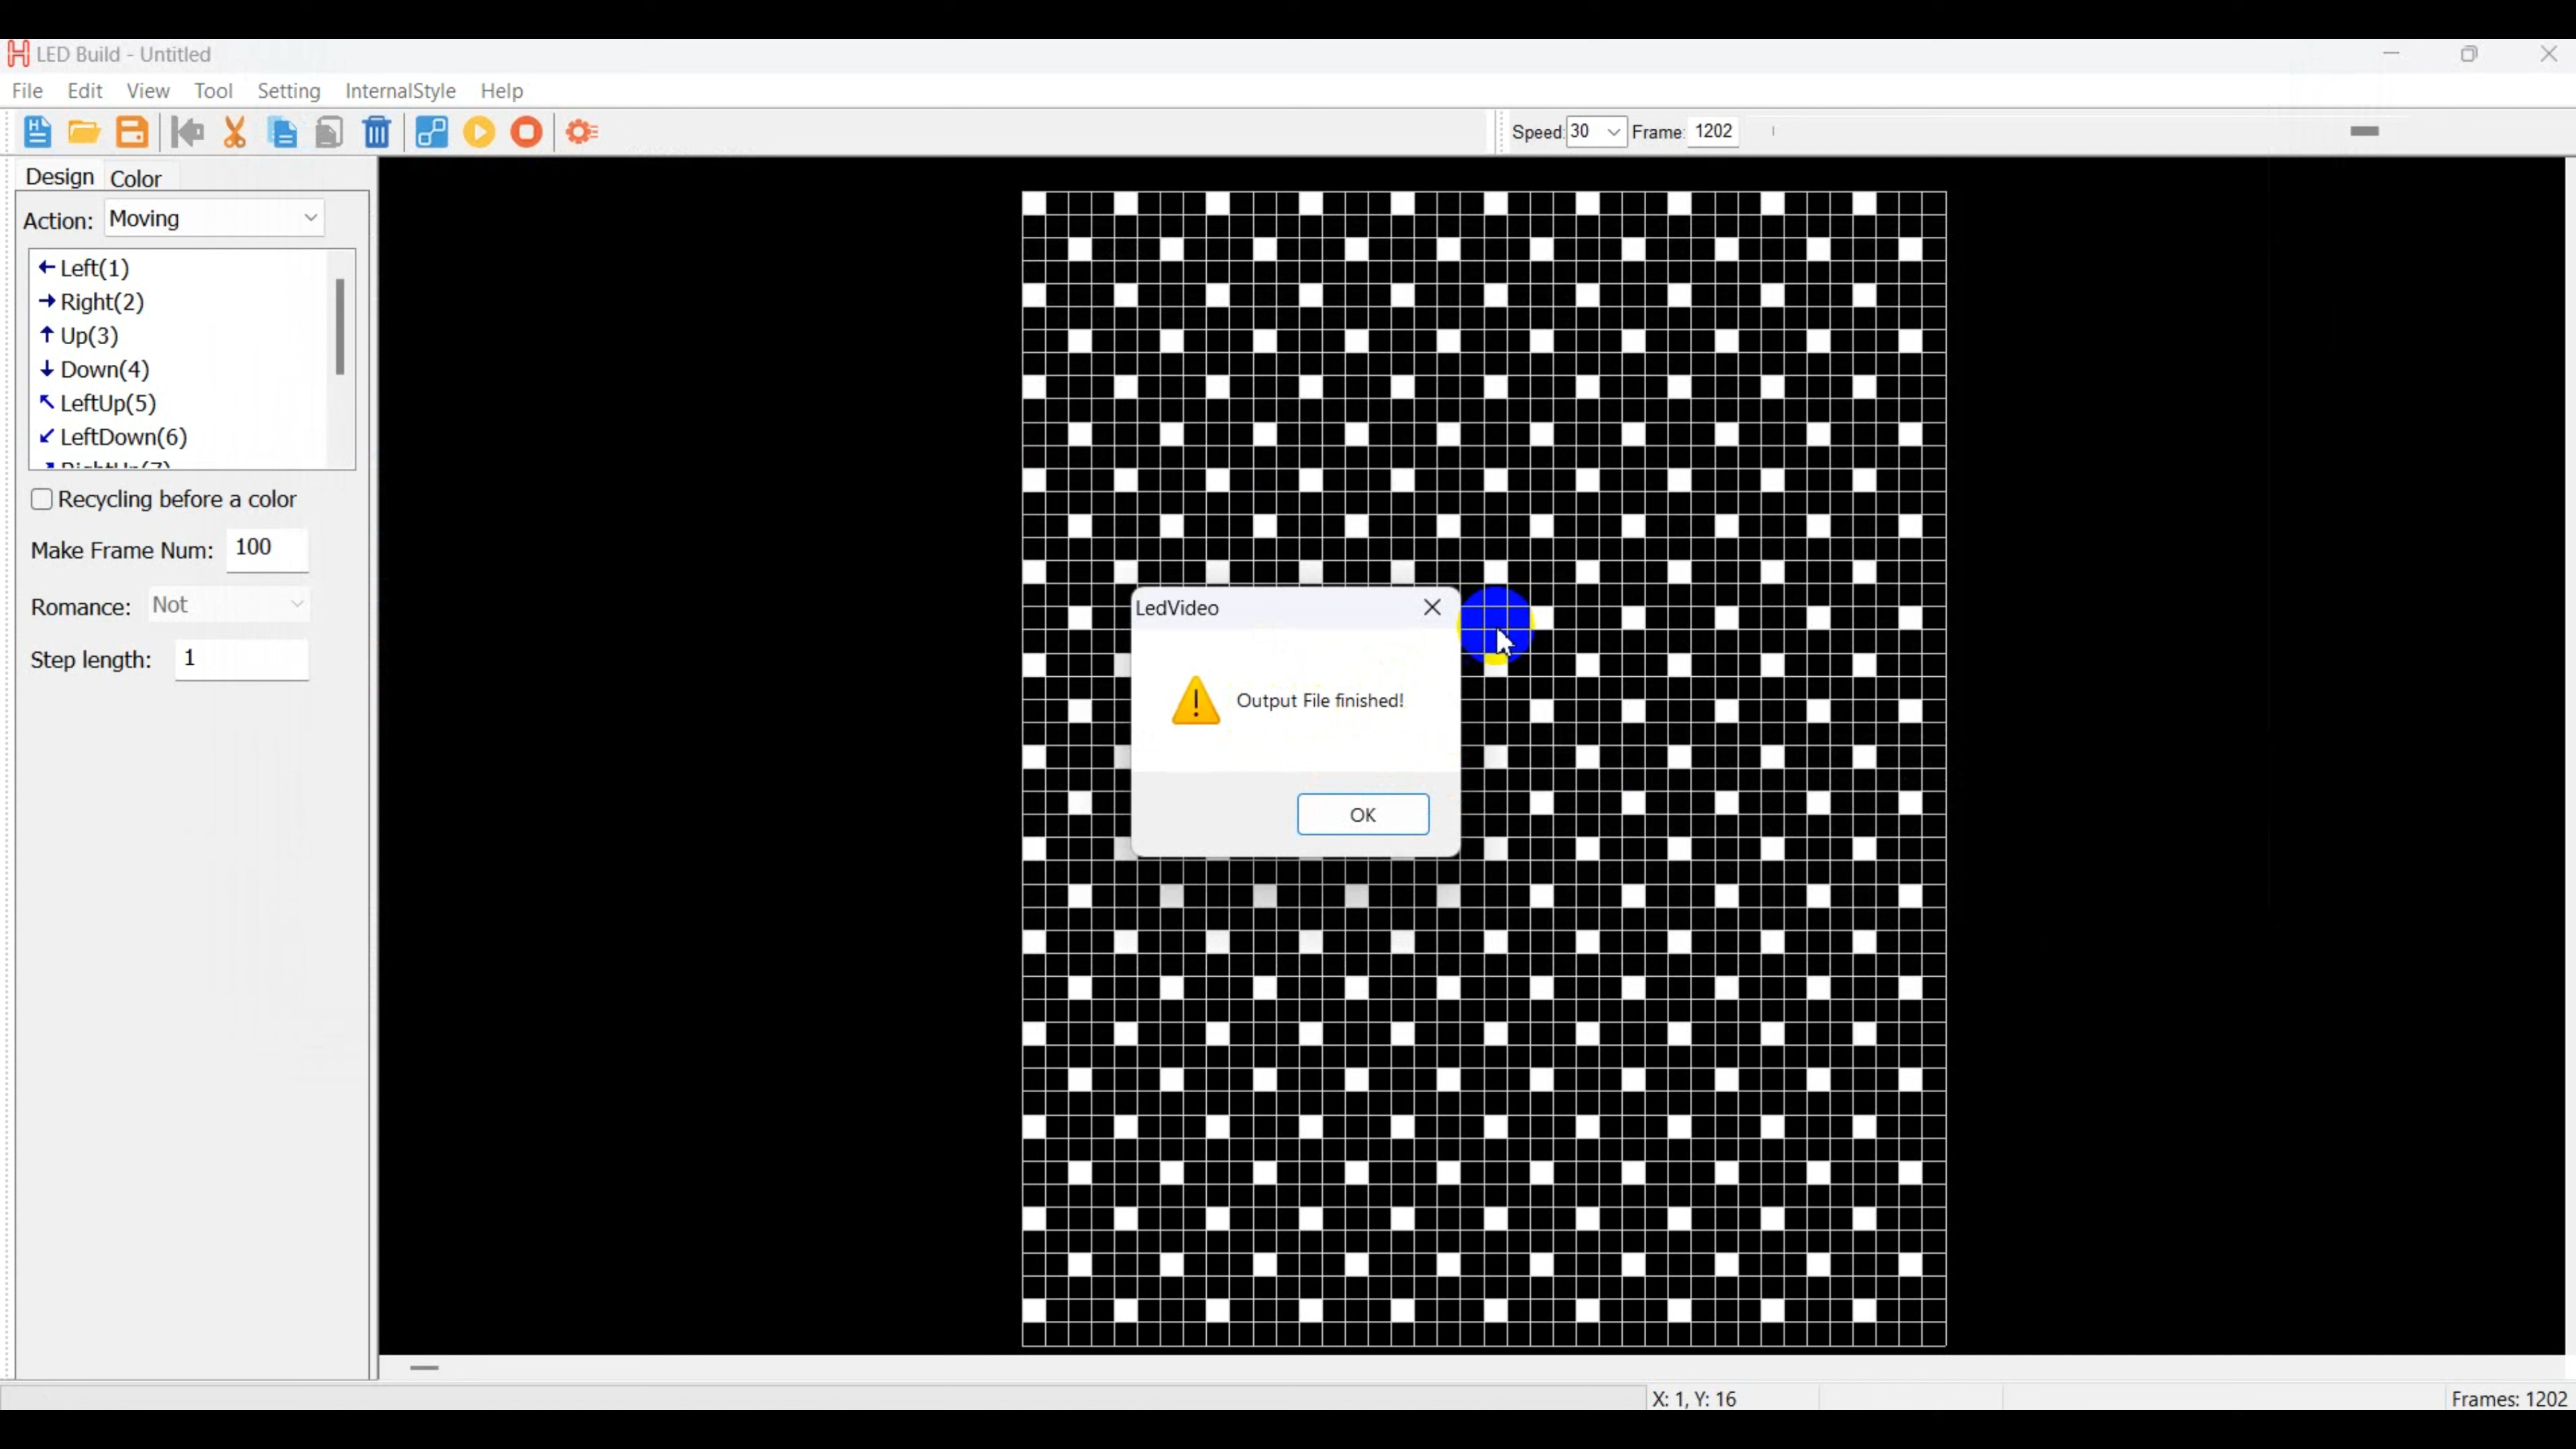 LED Build - Untitled
File Edit View Tool Setting InternalStyle Help
Speed: 30 Frame: 1202
Design Color
Action: Moving
Left(1)
Right(2)
Up(3)
Down(4)
LeftUp(5)
LeftDown(6)
RightUp(7)
Recycling before a color
Make Frame Num: 100
Romance: Not
Step length: 1
LedVideo
Output File finished!
OK
X: 1, Y: 16 Frames: 1202